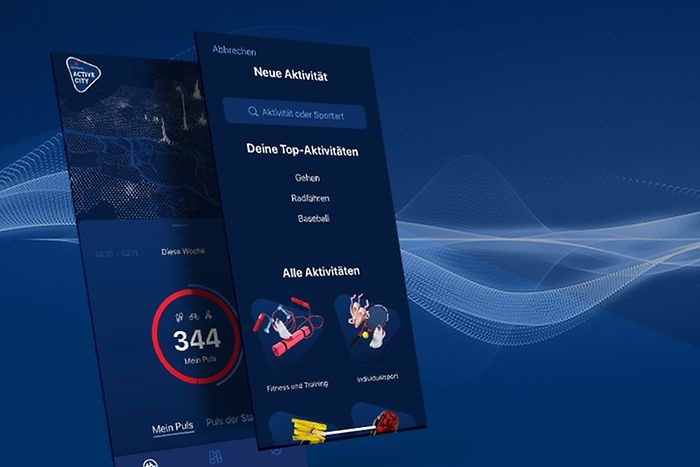 ACTIVE
CITY
28.10. - 03.11.
Diese Woche
344
Mein Puls
Mein Puls
Puls der Sta
Abbrechen
Neue Aktivität
Aktivität oder Sportart
Deine Top-Aktivitäten
Gehen
Radfahren
Baseball
Alle Aktivitäten
Fitness und Training
Individualsport